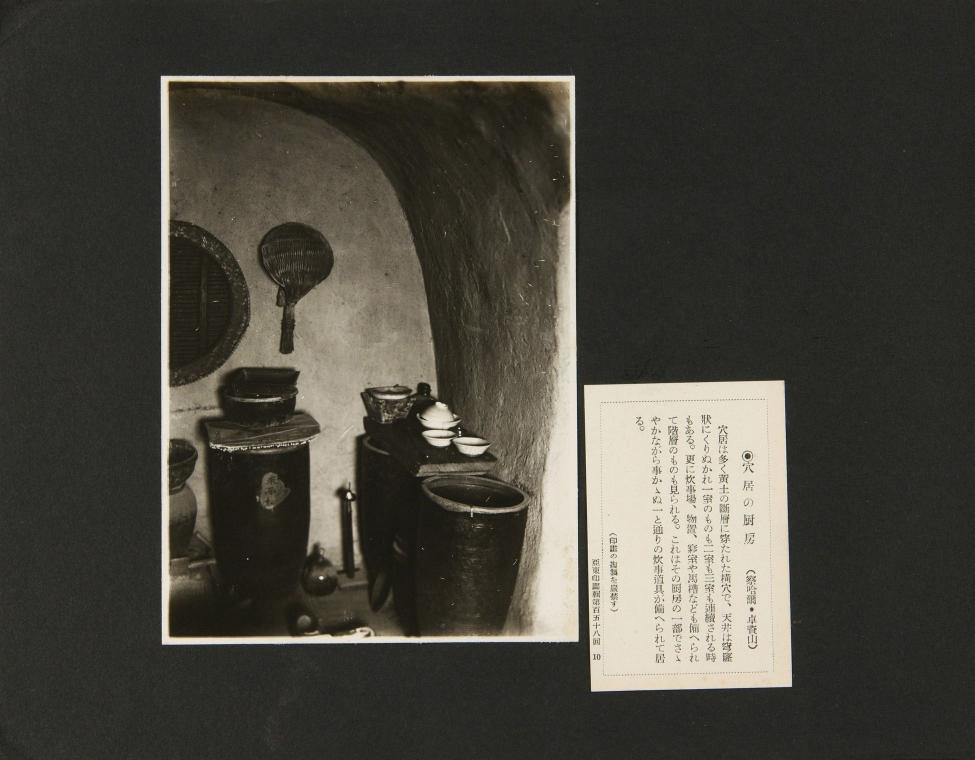 ◉穴居の厨房 （察哈爾・卓資山）
穴居は多く黄土の斷層に穿たれた横穴で、天井は穹窿
狀にくりぬかれ一室のものも二室も三室も連續される時
もある。更に炊事場、物置、寢室や馬槽なども備へられ
て階層のものも見られる。これはその厨房の一部でさゝ
やかながら事かゝぬ一と通りの炊事道具が備へられて居
る。
（印畫の複製を嚴禁す）
亞東印畫輯第百五十八回 10